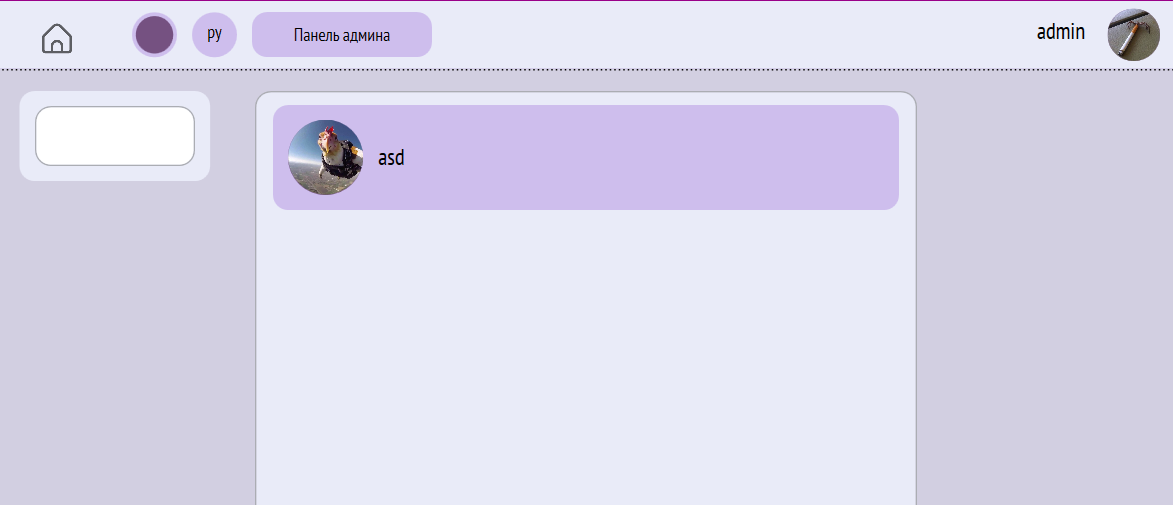 ру
Панель админа
admin
asd